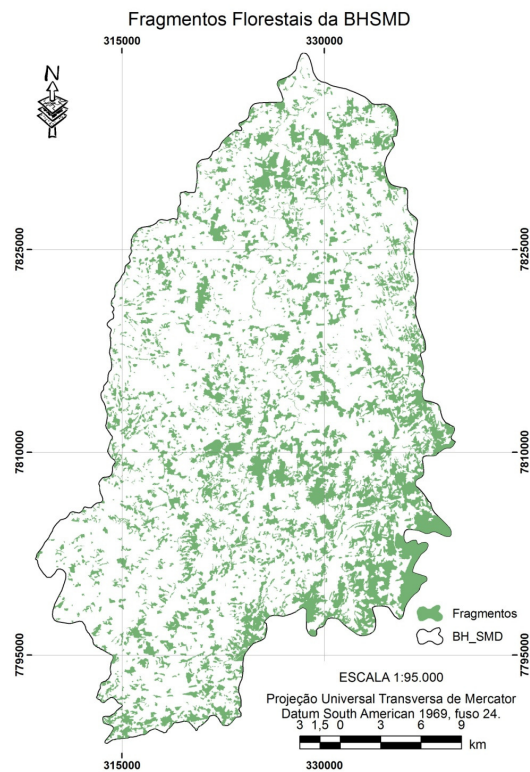 Fragmentos Florestais da BHSMD
315000
330000
N
7825000
7825000
7810000
7810000
7795000
7795000
Fragmentos
BH_SMD
ESCALA 1:95.000
Projeção Universal Transversa de Mercator
Datum South American 1969, fuso 24.
3 1,5 0 3 6 9
km
315000
330000